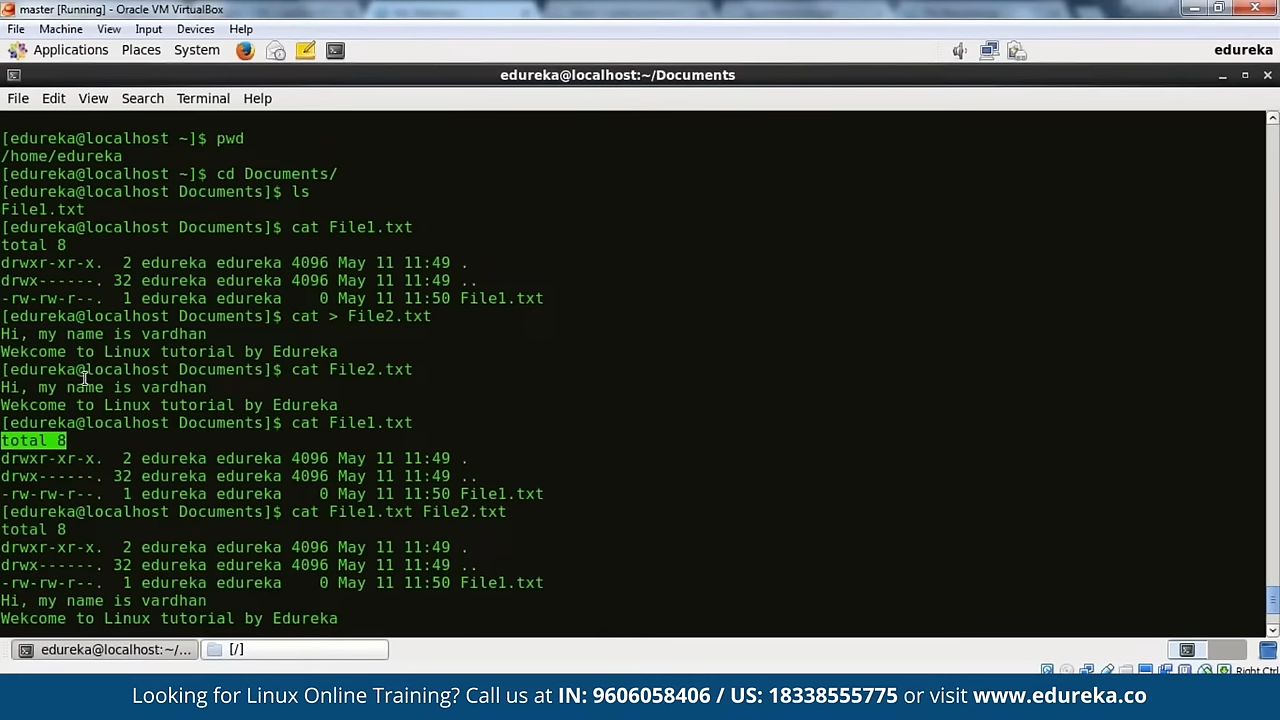 master [Running] - Oracle VM VirtualBox
File Machine View Input Devices Help
Applications Places System
edureka
edureka@localhost:~/Documents
File Edit View Search Terminal Help
[edureka@localhost ~]$ pwd
/home/edureka
[edureka@localhost ~]$ cd Documents/
[edureka@localhost Documents]$ ls
File1.txt
[edureka@localhost Documents]$ cat File1.txt
total 8
drwxr-xr-x.  2 edureka edureka 4096 May 11 11:49 .
drwx------. 32 edureka edureka 4096 May 11 11:49 ..
-rw-rw-r--.  1 edureka edureka    0 May 11 11:50 File1.txt
[edureka@localhost Documents]$ cat > File2.txt
Hi, my name is vardhan
Wekcome to Linux tutorial by Edureka
[edureka@localhost Documents]$ cat File2.txt
Hi, my name is vardhan
Wekcome to Linux tutorial by Edureka
[edureka@localhost Documents]$ cat File1.txt
total 8
drwxr-xr-x.  2 edureka edureka 4096 May 11 11:49 .
drwx------. 32 edureka edureka 4096 May 11 11:49 ..
-rw-rw-r--.  1 edureka edureka    0 May 11 11:50 File1.txt
[edureka@localhost Documents]$ cat File1.txt File2.txt
total 8
drwxr-xr-x.  2 edureka edureka 4096 May 11 11:49 .
drwx------. 32 edureka edureka 4096 May 11 11:49 ..
-rw-rw-r--.  1 edureka edureka    0 May 11 11:50 File1.txt
Hi, my name is vardhan
Wekcome to Linux tutorial by Edureka
edureka@localhost:~/... [/]
Right Ctrl
Looking for Linux Online Training? Call us at IN: 9606058406 / US: 18338555775 or visit www.edureka.co